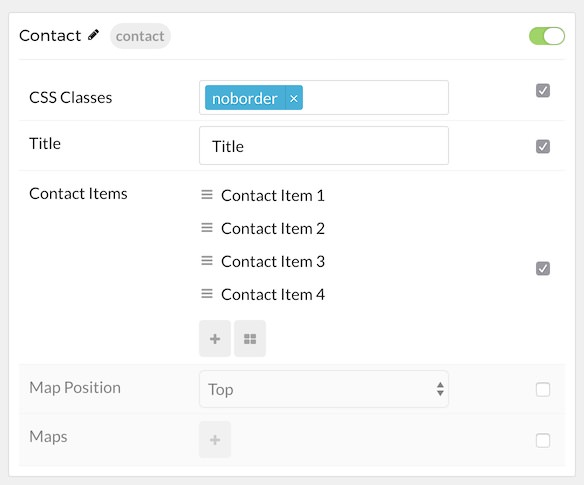 Contact contact
CSS Classes noborder ×
Title Title
Contact Items Contact Item 1
Contact Item 2
Contact Item 3
Contact Item 4
Map Position Top
Maps